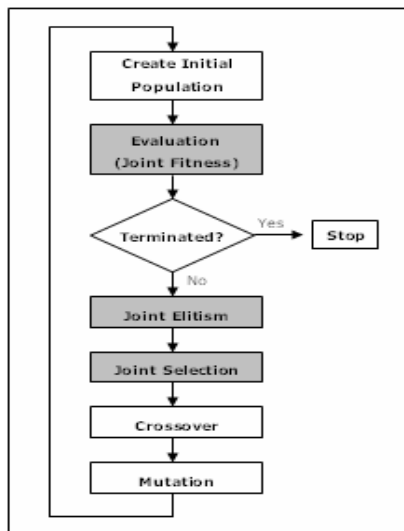 Create Initial
Population
Evaluation
(Joint Fitness)
Terminated?
Yes
Stop
No
Joint Elitism
Joint Selection
Crossover
Mutation